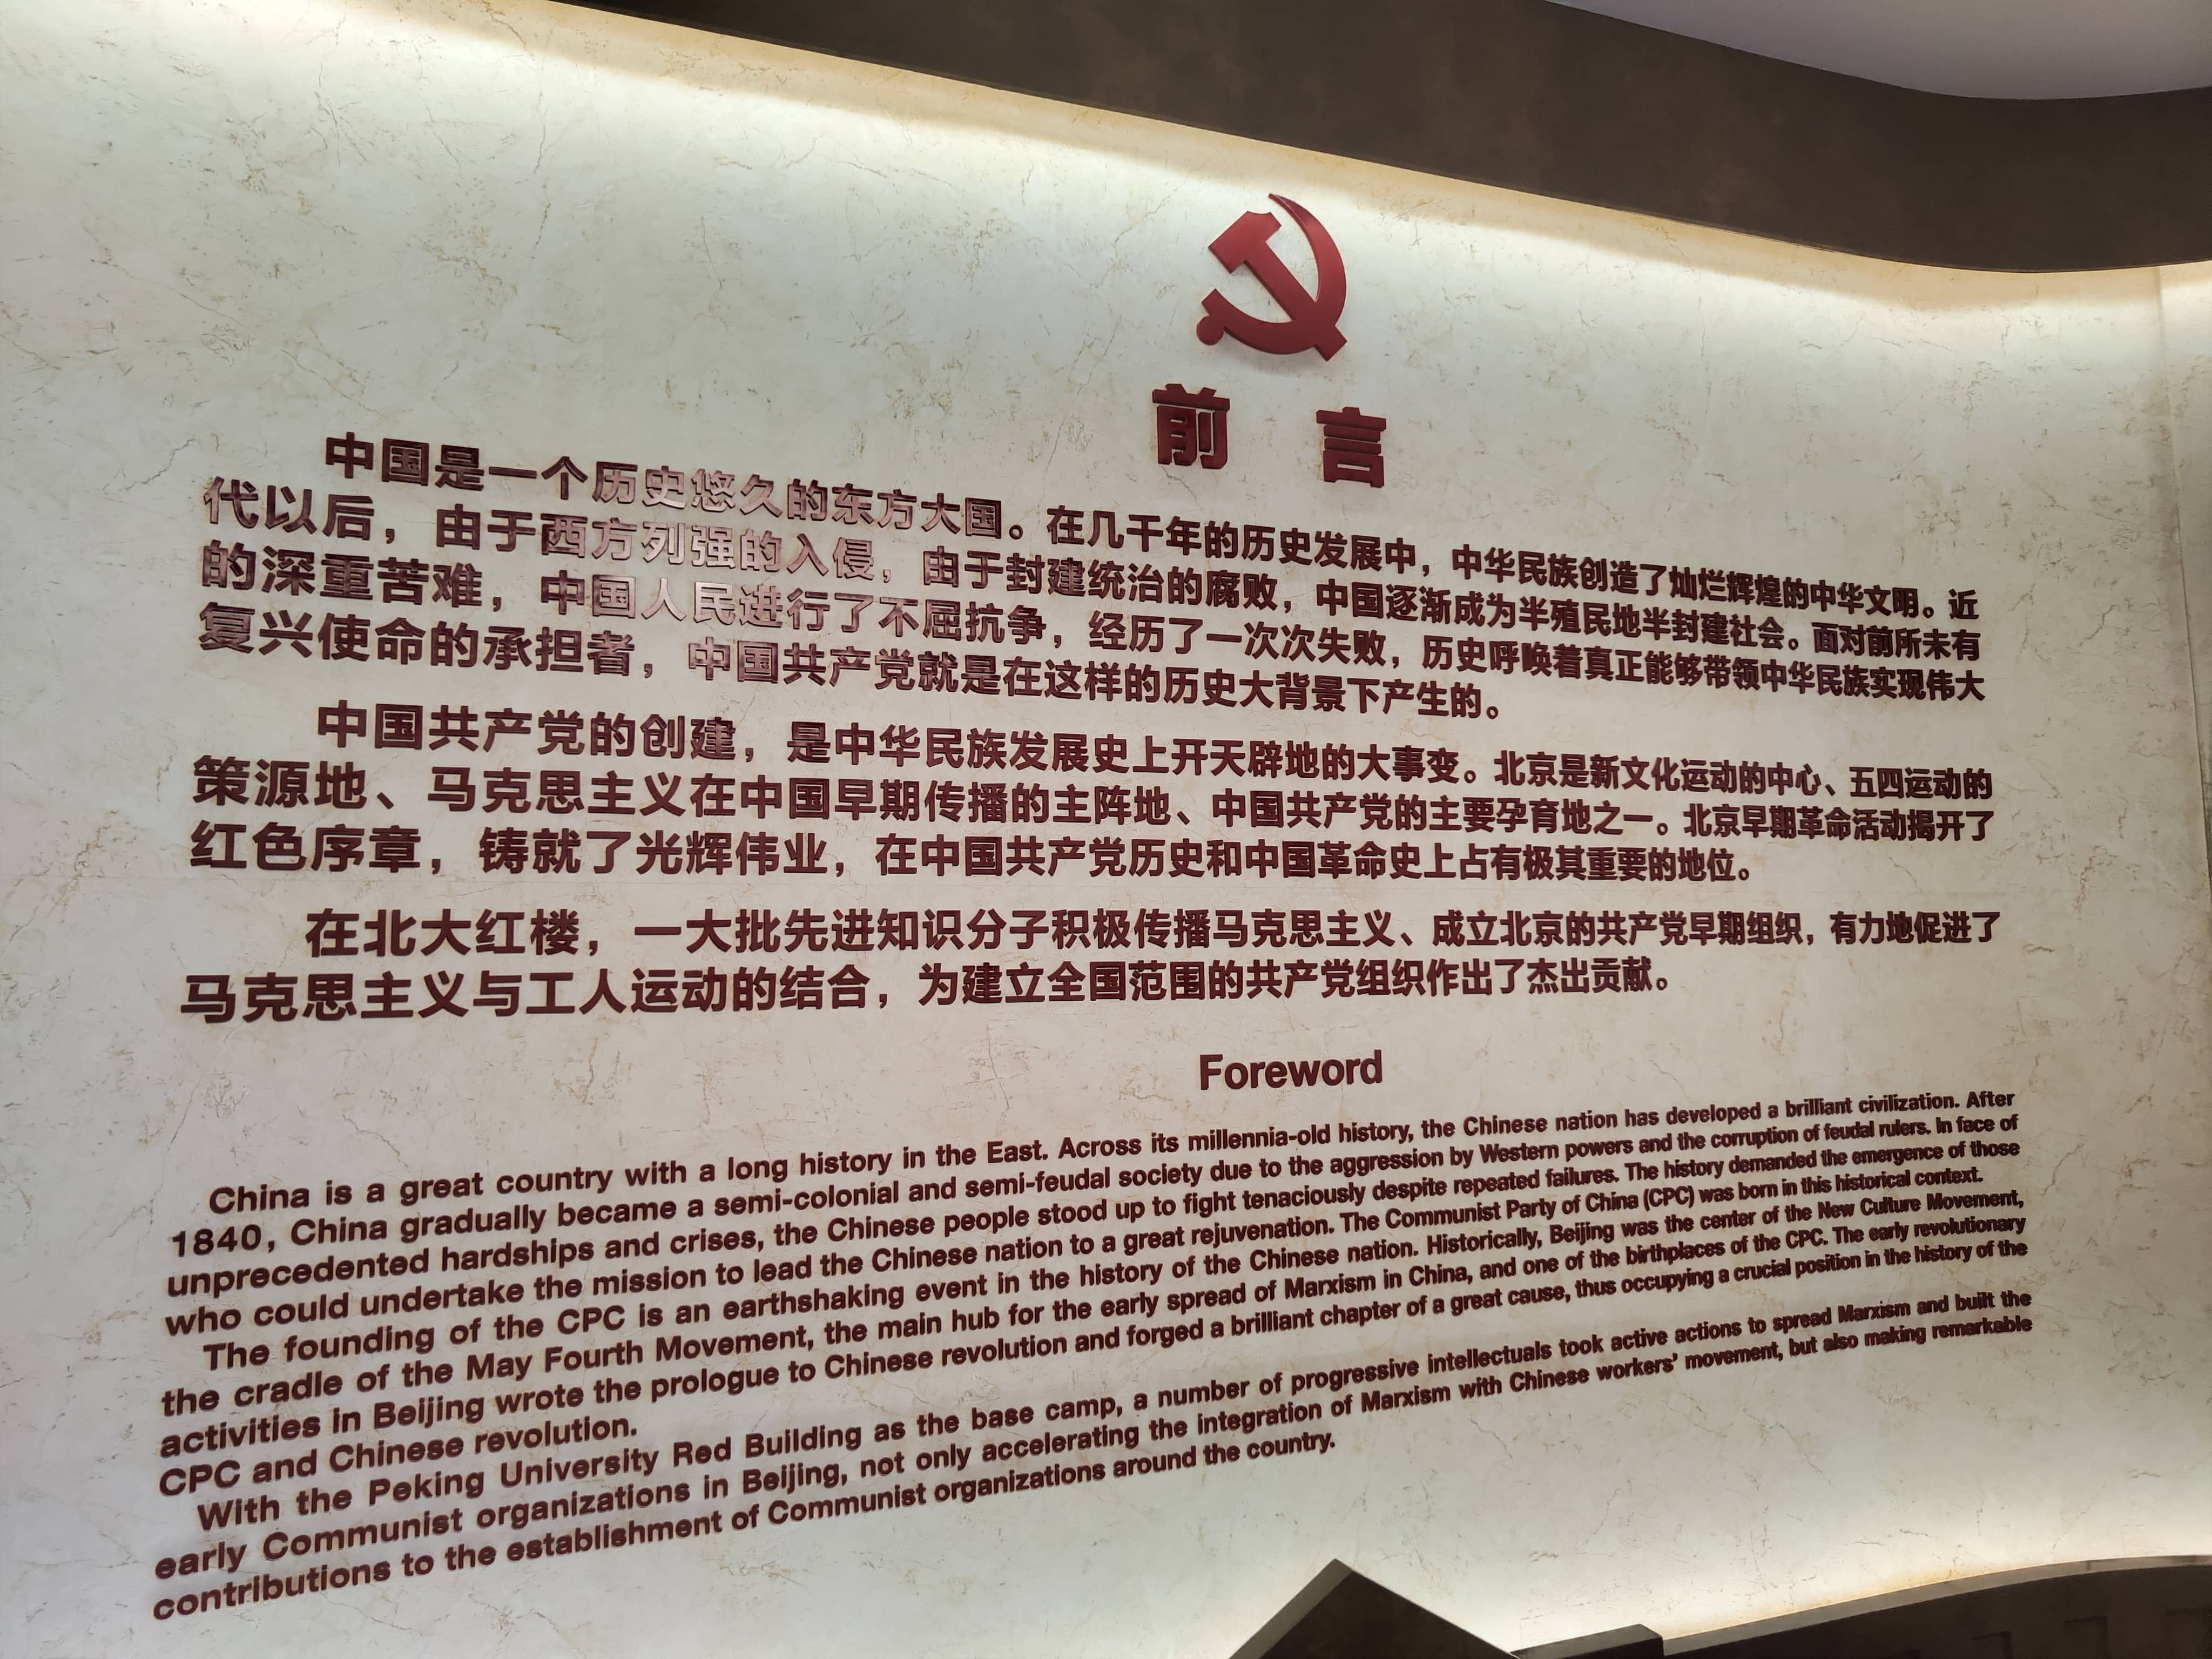 前言
中国是一个历史悠久的东方大国。在几千年的历史发展中，中华民族创造了灿烂辉煌的中华文明。近
代以后，由于西方列强的入侵，由于封建统治的腐败，中国逐渐成为半殖民地半封建社会。面对前所未有
的深重苦难，中国人民进行了不屈抗争，经历了一次次失败，历史呼唤着真正能够带领中华民族实现伟大
复兴使命的承担者，中国共产党就是在这样的历史大背景下产生的。
中国共产党的创建，是中华民族发展史上开天辟地的大事变。北京是新文化运动的中心、五四运动的
策源地、马克思主义在中国早期传播的主阵地、中国共产党的主要孕育地之一。北京早期革命活动揭开了
红色序章，铸就了光辉伟业，在中国共产党历史和中国革命史上占有极其重要的地位。
在北大红楼，一大批先进知识分子积极传播马克思主义、成立北京的共产党早期组织，有力地促进了
马克思主义与工人运动的结合，为建立全国范围的共产党组织作出了杰出贡献。
Foreword
China is a great country with a long history in the East. Across its millennia-old history, the Chinese nation has developed a brilliant civilization. After
1840, China gradually became a semi-colonial and semi-feudal society due to the aggression by Western powers and the corruption of feudal rulers. In face of
unprecedented hardships and crises, the Chinese people stood up to fight tenaciously despite repeated failures. The history demanded the emergence of those
who could undertake the mission to lead the Chinese nation to a great rejuvenation. The Communist Party of China (CPC) was born in this historical context.
The founding of the CPC is an earthshaking event in the history of the Chinese nation. Historically, Beijing was the center of the New Culture Movement,
the cradle of the May Fourth Movement, the main hub for the early spread of Marxism in China, and one of the birthplaces of the CPC. The early revolutionary
activities in Beijing wrote the prologue to Chinese revolution and forged a brilliant chapter of a great cause, thus occupying a crucial position in the history of the
CPC and Chinese revolution.
With the Peking University Red Building as the base camp, a number of progressive intellectuals took active actions to spread Marxism and built the
early Communist organizations in Beijing, not only accelerating the integration of Marxism with Chinese workers' movement, but also making remarkable
contributions to the establishment of Communist organizations around the country.